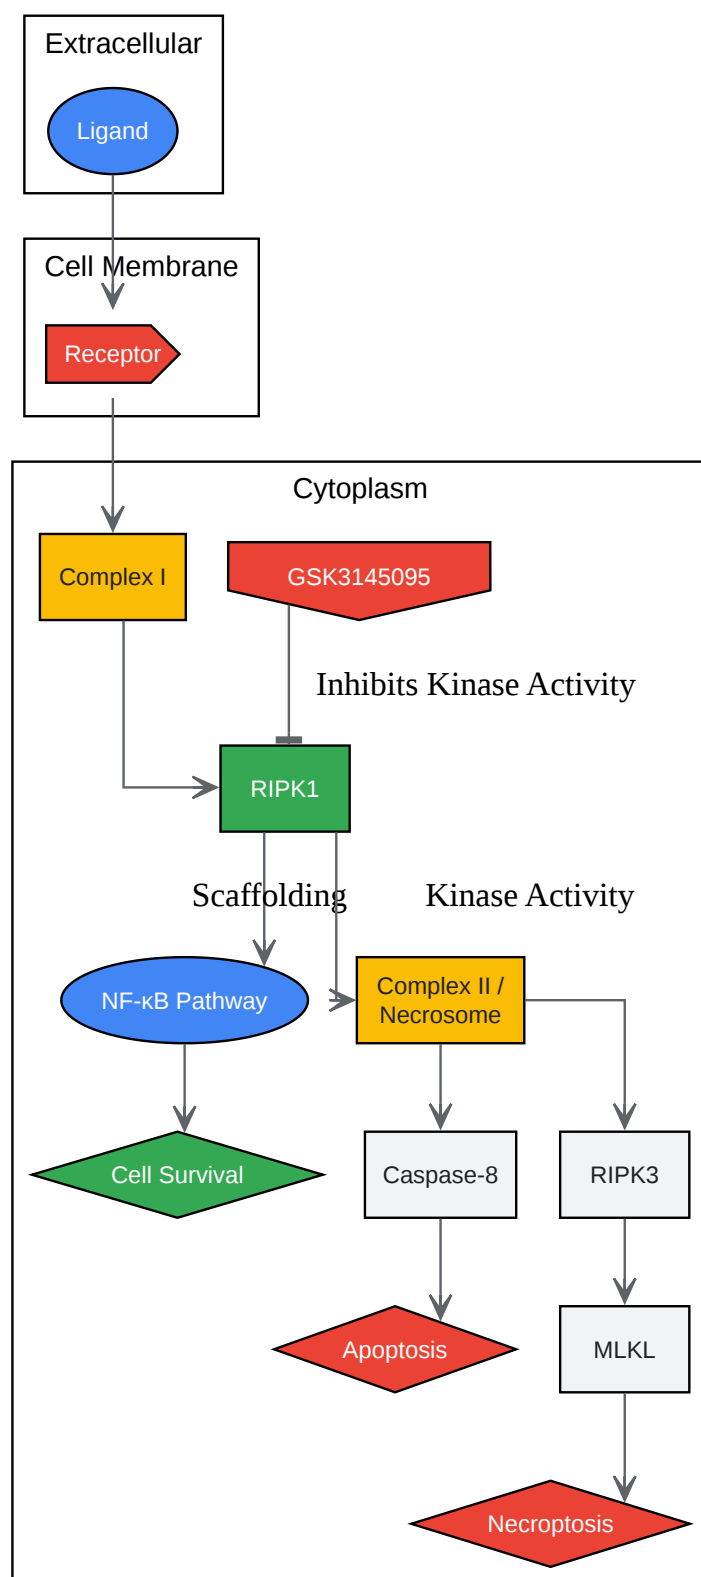 Extracellular
Ligand
Cell Membrane
Receptor
Cytoplasm
Complex I
GSK3145095
Inhibits Kinase Activity
RIPK1
Scaffolding
Kinase Activity
NF-κB Pathway
Complex II /
Necrosome
Cell Survival
Caspase-8
RIPK3
Apoptosis
MLKL
Necroptosis